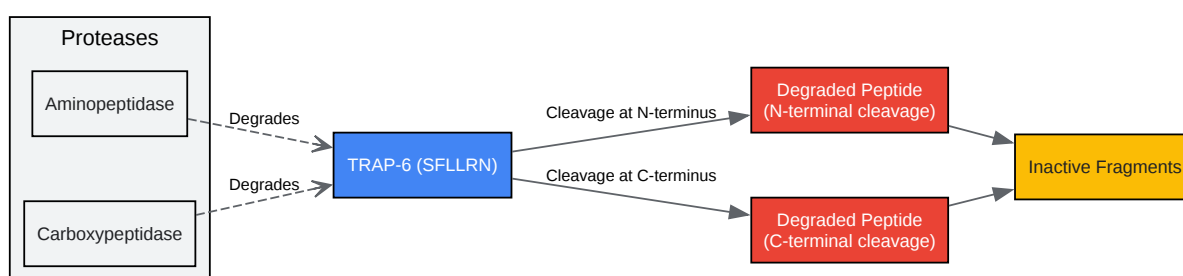 Proteases
Aminopeptidase
Carboxypeptidase
Degrades
Degrades
TRAP-6 (SFLLRN)
Cleavage at N-terminus
Cleavage at C-terminus
Degraded Peptide
(N-terminal cleavage)
Degraded Peptide
(C-terminal cleavage)
Inactive Fragments